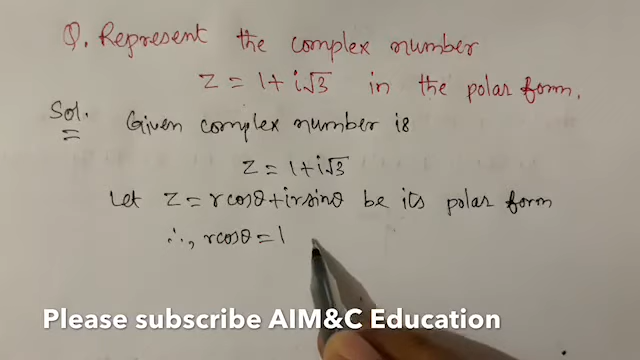 Q. Represent the complex number
Z = 1 + i√3 in the polar form.
Sol. Given complex number is
Z = 1 + i√3
Let Z = rcosθ + irsinθ be its polar form
∴, rcosθ = 1
Please subscribe AIM&C Education